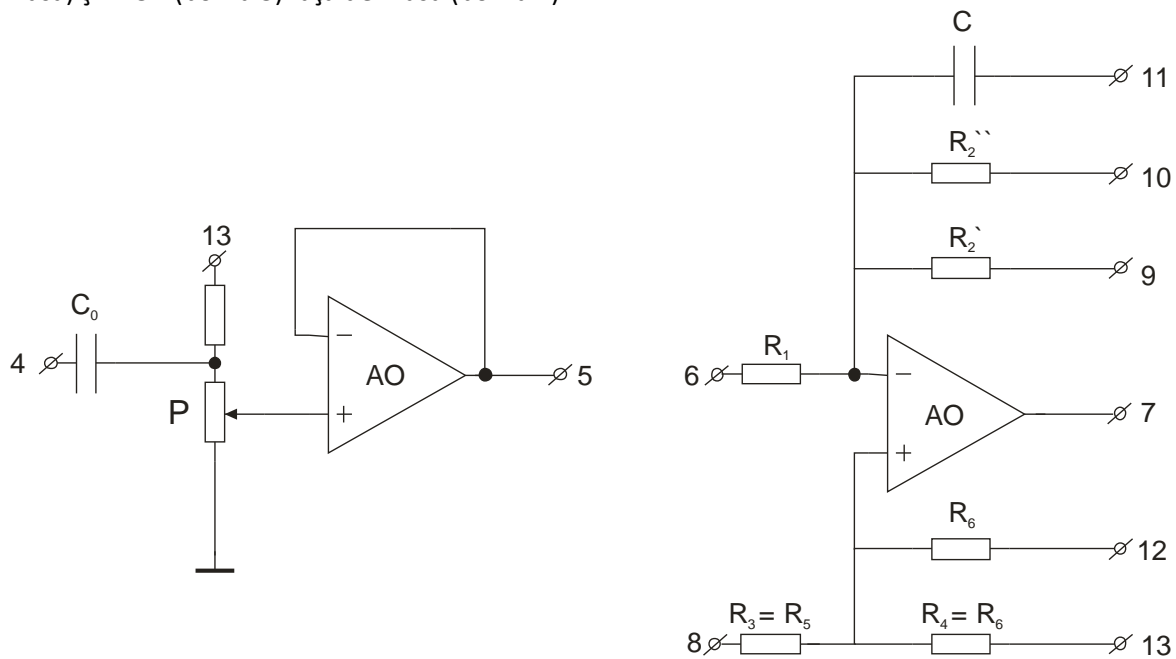 C
11
R₂``
10
R₂`
9
13
C₀
4
P
−
+
AO
5
R₁
6
−
+
AO
7
R₆
12
R₃ = R₅
8
R₄ = R₆
13